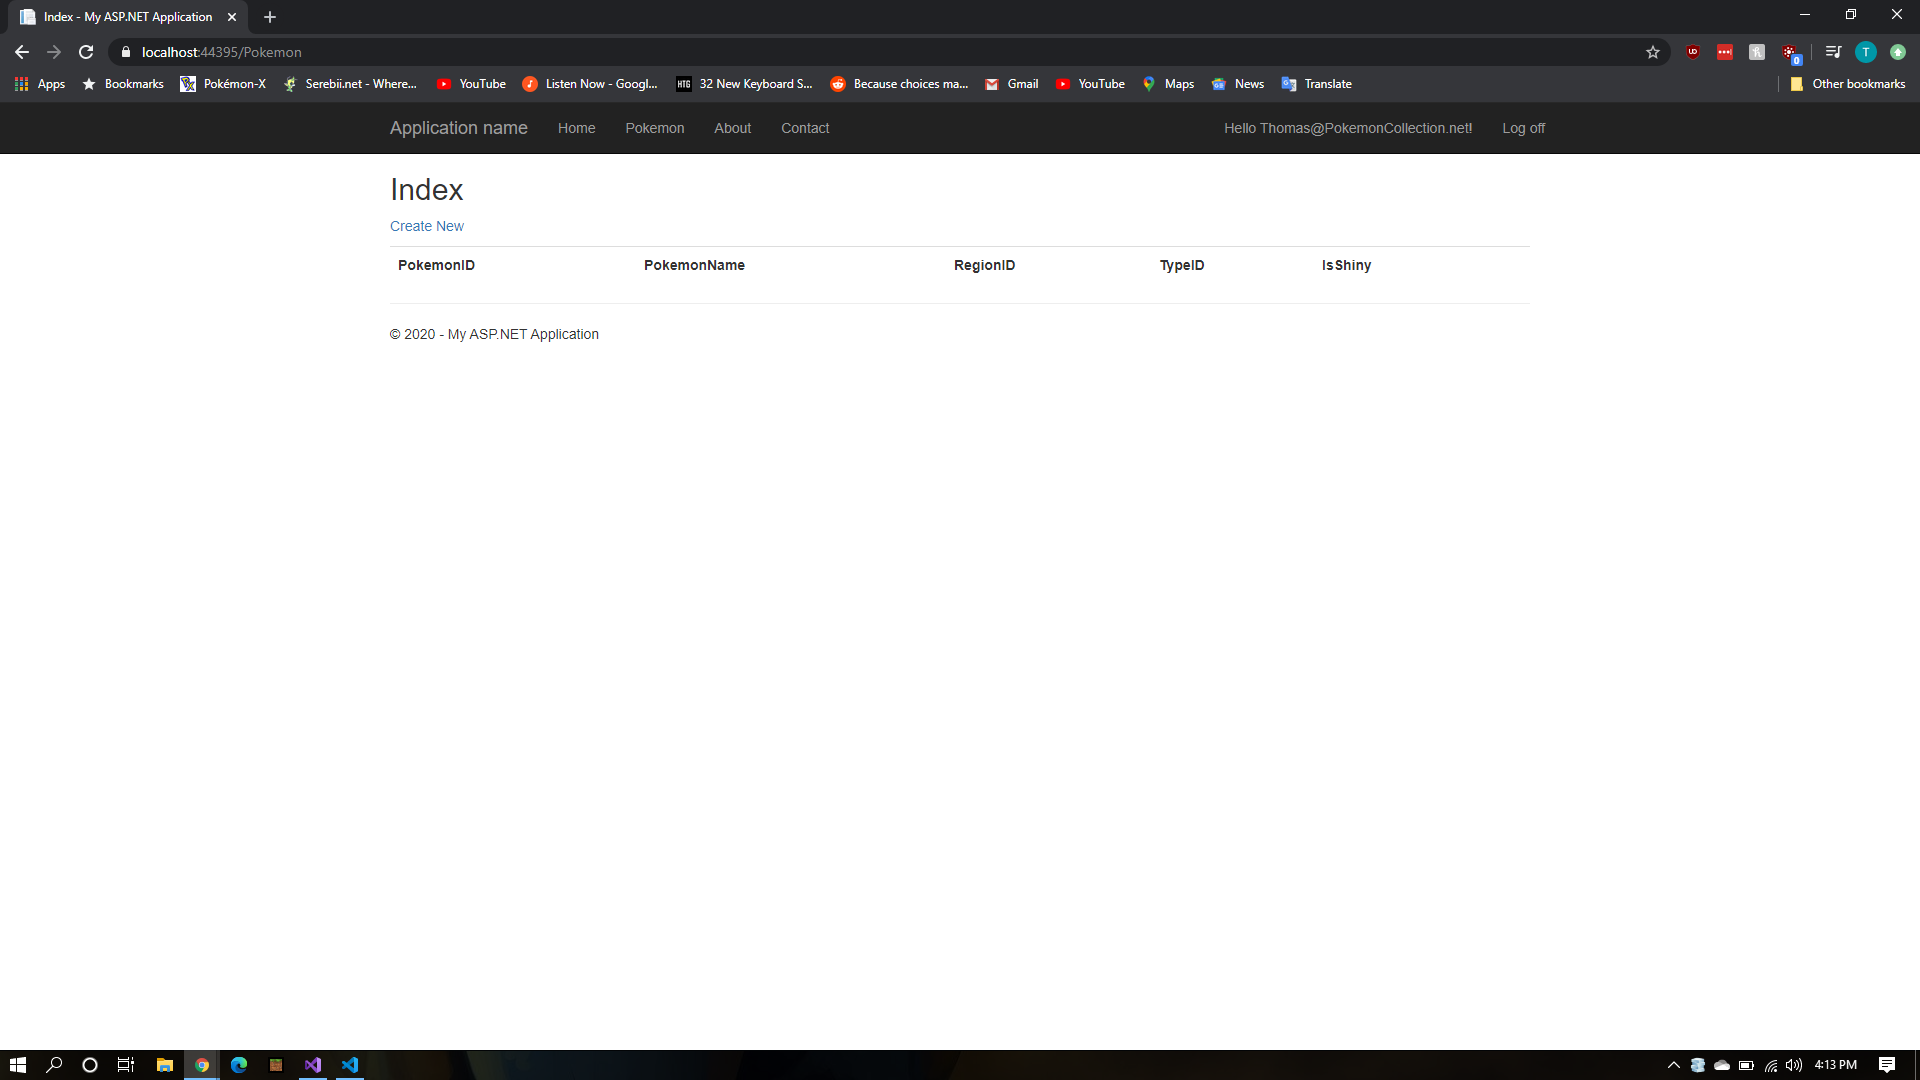 Index - My ASP.NET Application
localhost:44395/Pokemon
Apps Bookmarks Pokémon-X Serebii.net - Where... YouTube Listen Now - Googl... HTG 32 New Keyboard S... Because choices ma... Gmail YouTube Maps News Translate Other bookmarks
Application name Home Pokemon About Contact Hello Thomas@PokemonCollection.net! Log off
Index
Create New
PokemonID PokemonName RegionID TypeID IsShiny
© 2020 - My ASP.NET Application
T
0
4:13 PM